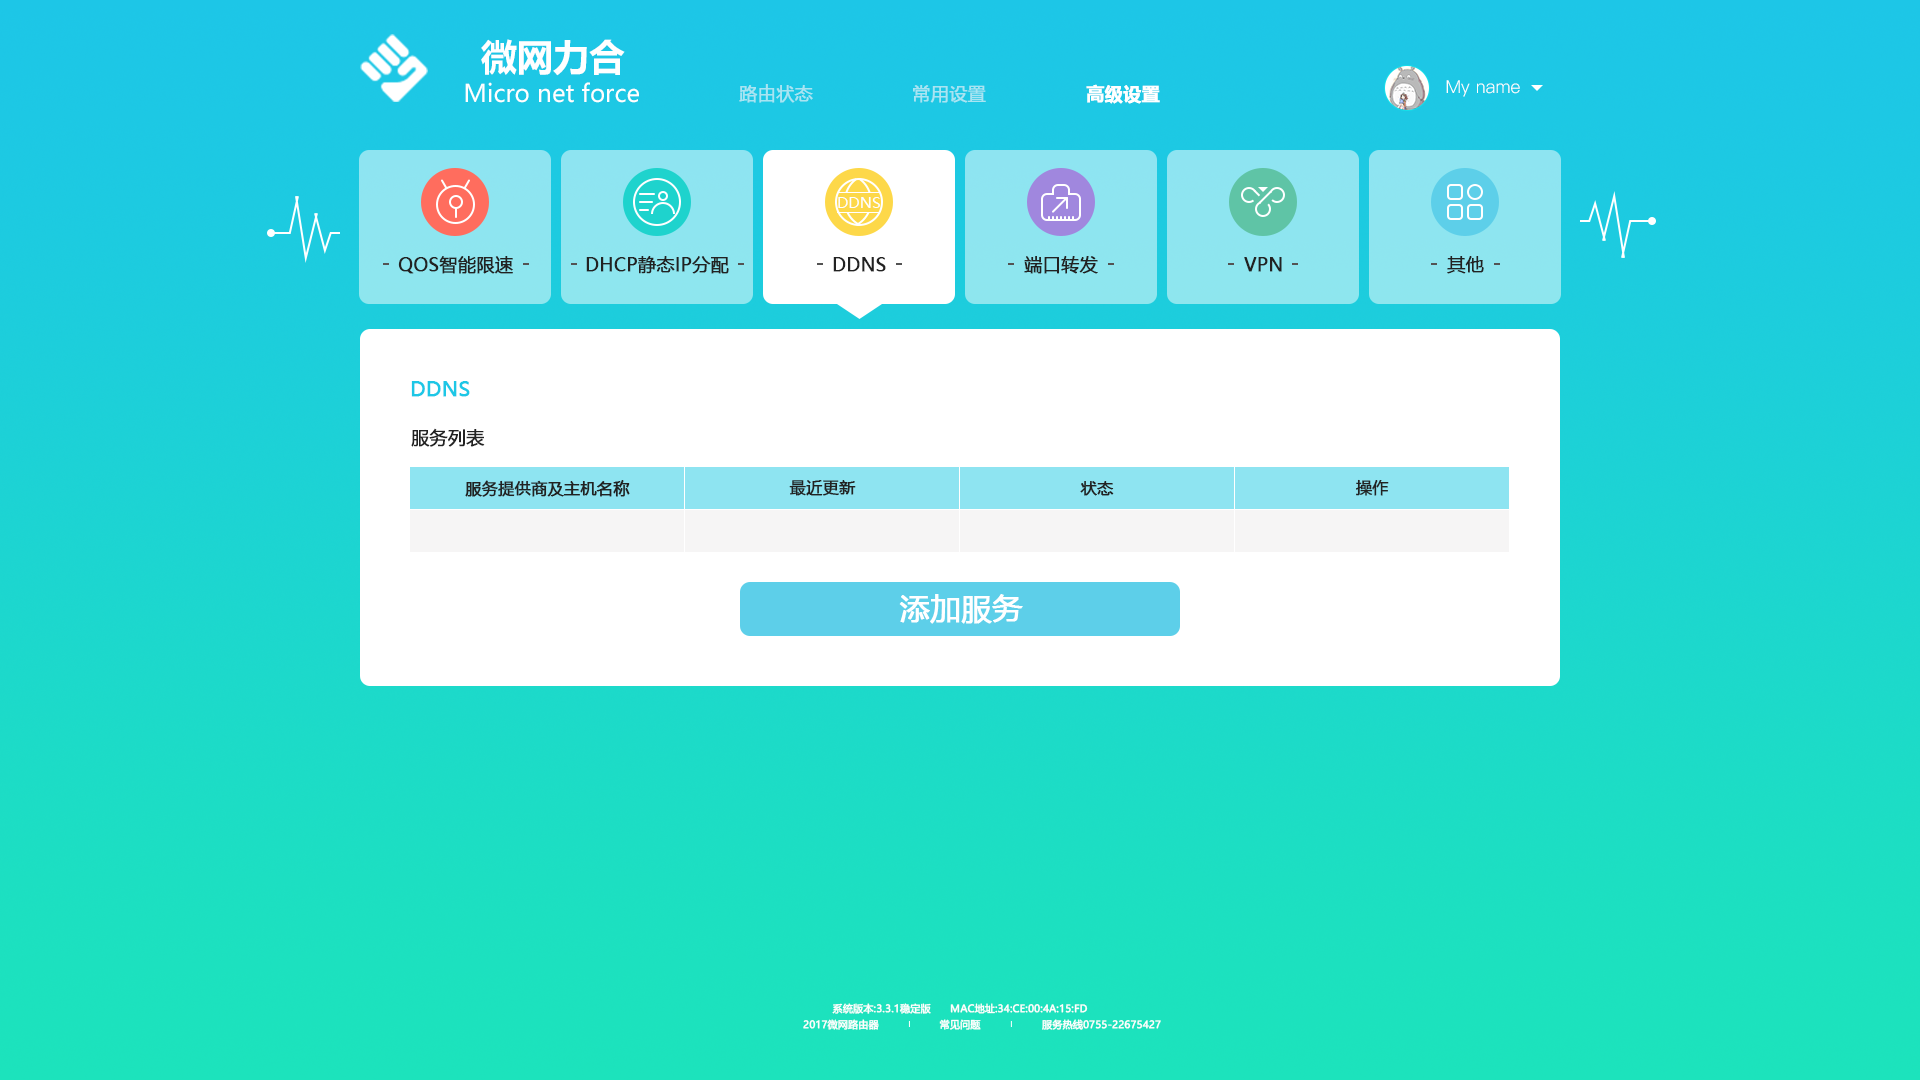 微网力合
Micro net force
路由状态
常用设置
高级设置
My name
- QOS智能限速 -
- DHCP静态IP分配 -
DDNS
- DDNS -
- 端口转发 -
- VPN -
- 其他 -
DDNS
服务列表
服务提供商及主机名称
最近更新
状态
操作
添加服务
系统版本:3.3.1稳定版 MAC地址:34:CE:00:4A:15:FD
2017微网路由器 | 常见问题 | 服务热线0755-22675427